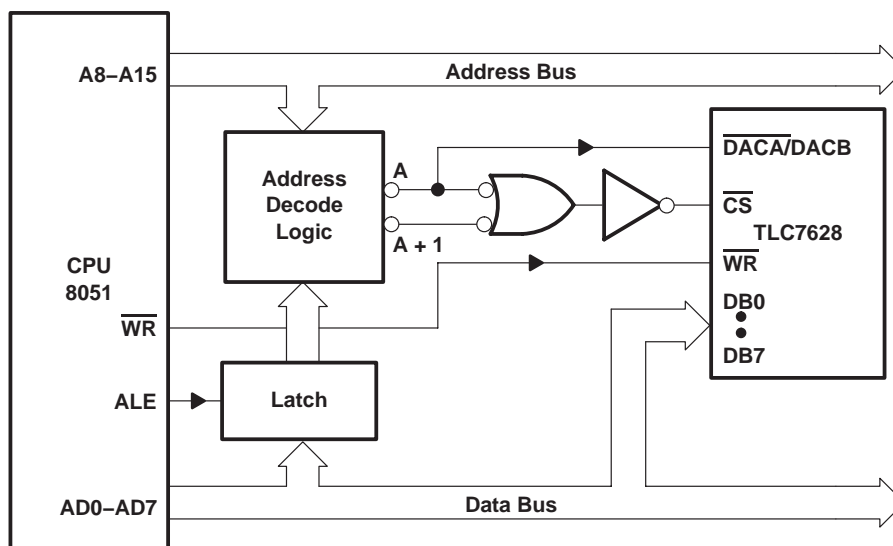 A8–A15
Address Bus
A
Address
Decode
Logic
A + 1
DACA/DACB
CS
TLC7628
WR
DB0
DB7
CPU
8051
WR
ALE
Latch
AD0–AD7
Data Bus